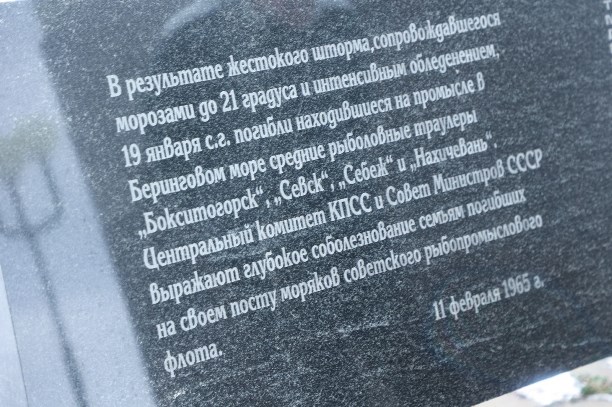 В результате жестокого шторма, сопровождавшегося
морозами до 21 градуса и интенсивным обледенением,
19 января с.г. погибли находившиеся на промысле в
Беринговом море средние рыболовные траулеры
„Бокситогорск“, „Севск“, „Себеж“ и „Нахичевань“.
Центральный комитет КПСС и Совет Министров СССР
выражают глубокое соболезнование семьям погибших
на своем посту моряков советского рыбопромыслового
флота.
11 февраля 1965 г.